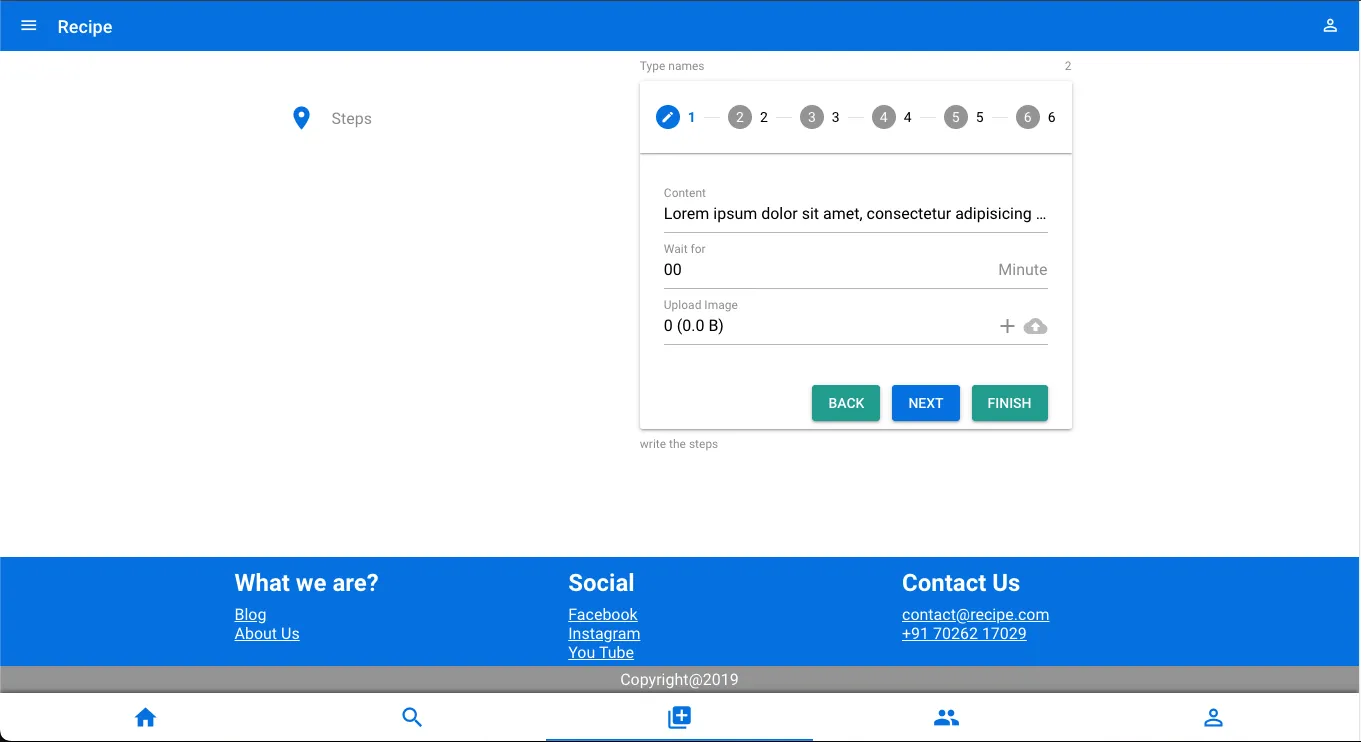 Recipe
Type names 2
Steps
1 2 2 3 3 4 4 5 5 6 6
Content
Lorem ipsum dolor sit amet, consectetur adipisicing ...
Wait for
00 Minute
Upload Image
0 (0.0 B)
BACK NEXT FINISH
write the steps
What we are? Social Contact Us
Blog Facebook contact@recipe.com
About Us Instagram +91 70262 17029
You Tube
Copyright@2019